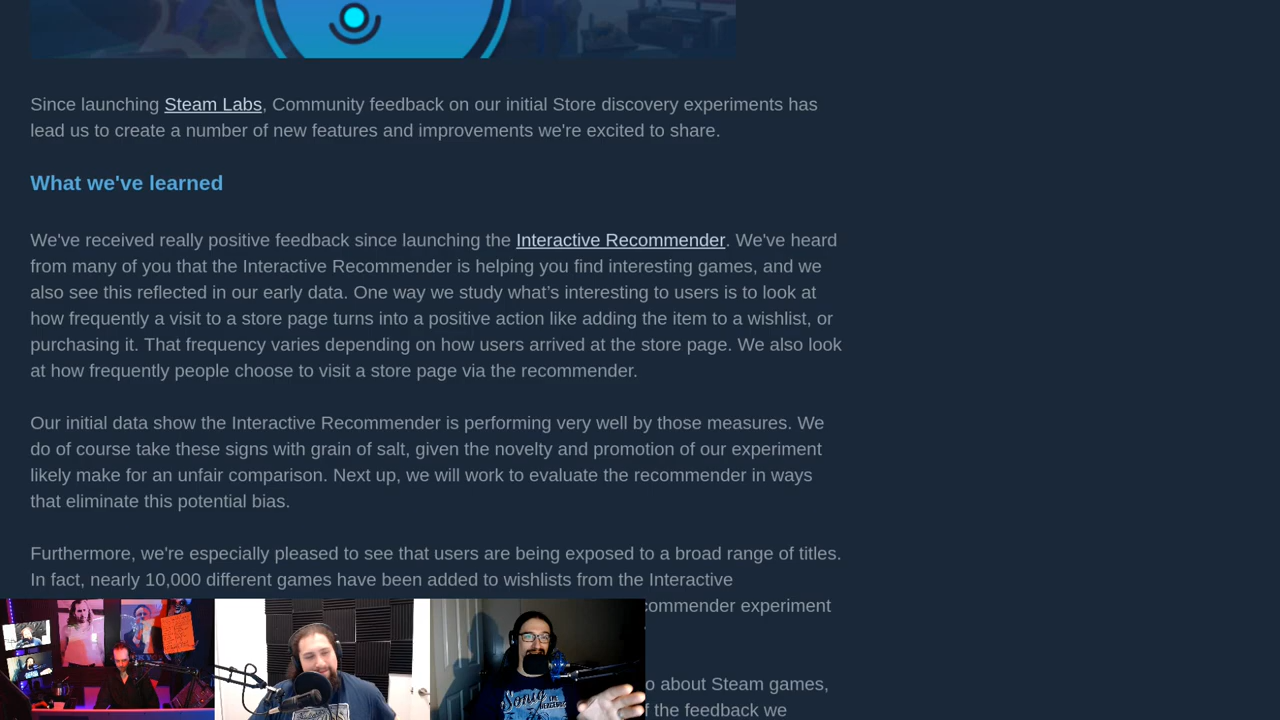 Since launching Steam Labs, Community feedback on our initial Store discovery experiments has
lead us to create a number of new features and improvements we're excited to share.
What we've learned
We've received really positive feedback since launching the Interactive Recommender. We've heard
from many of you that the Interactive Recommender is helping you find interesting games, and we
also see this reflected in our early data. One way we study what’s interesting to users is to look at
how frequently a visit to a store page turns into a positive action like adding the item to a wishlist, or
purchasing it. That frequency varies depending on how users arrived at the store page. We also look
at how frequently people choose to visit a store page via the recommender.
Our initial data show the Interactive Recommender is performing very well by those measures. We
do of course take these signs with grain of salt, given the novelty and promotion of our experiment
likely make for an unfair comparison. Next up, we will work to evaluate the recommender in ways
that eliminate this potential bias.
Furthermore, we're especially pleased to see that users are being exposed to a broad range of titles.
In fact, nearly 10,000 different games have been added to wishlists from the Interactive
commender experiment
o about Steam games,
f the feedback we